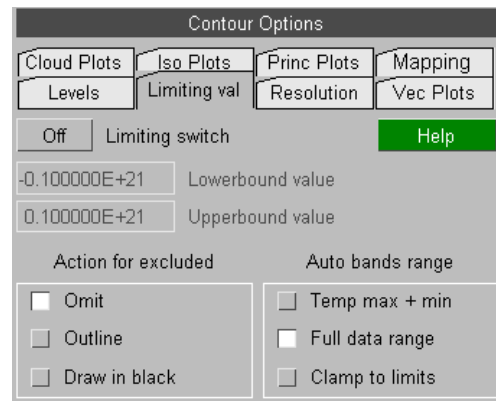 Contour Options
Cloud Plots Iso Plots Princ Plots Mapping
Levels Limiting val Resolution Vec Plots
Off Limiting switch Help
-0.100000E+21 Lowerbound value
0.100000E+21 Upperbound value
Action for excluded Auto bands range
Omit Temp max + min
Outline Full data range
Draw in black Clamp to limits